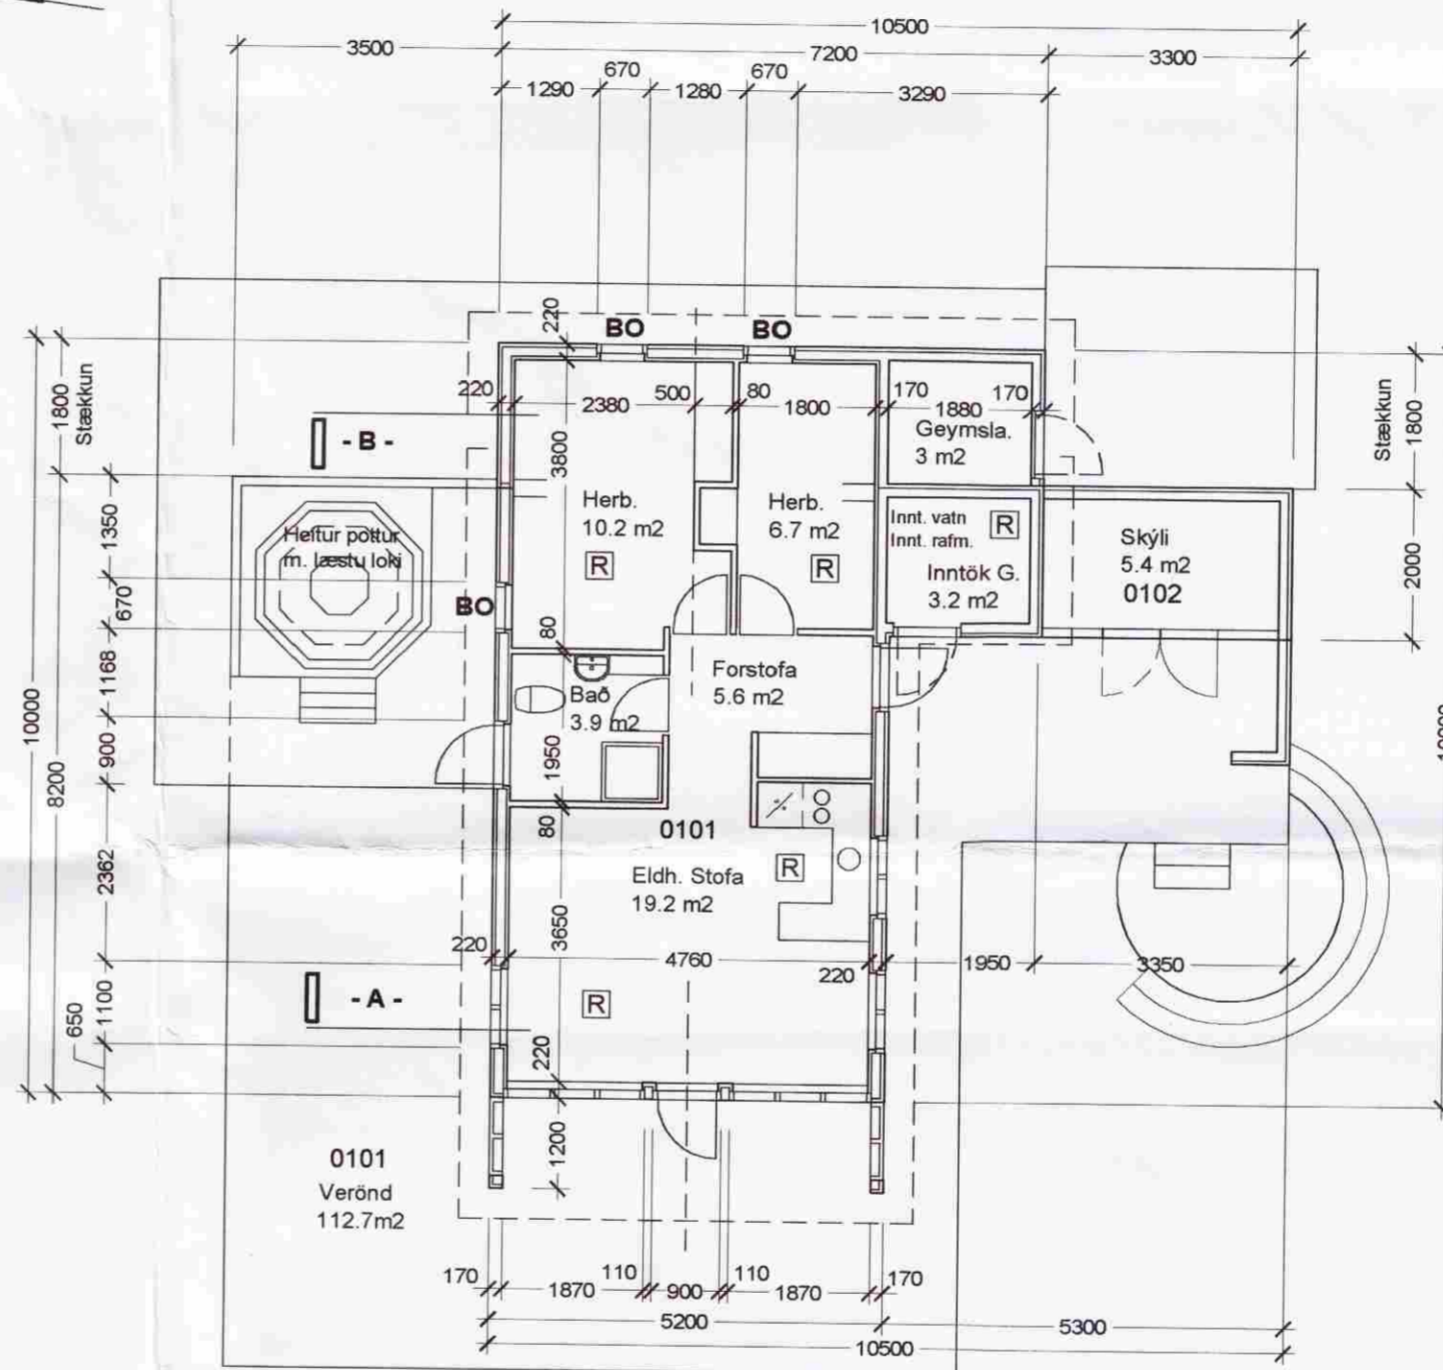 10500
3500
7200
3300
670
670
1290
1280
3290
220
BO
BO
1800
Stækkun
220
2380
500
80
1800
170
1880
170
Geymsla.
3 m2
Stækkun
1800
- B -
3800
Herb.
10.2 m2
Herb.
6.7 m2
Innt. vatn
Innt. rafm.
R
Inntök G.
3.2 m2
Skýli
5.4 m2
0102
2000
1350
Heitur pottur
m. læstu loki
R
R
670
BO
80
1168
Forstofa
5.6 m2
Bað
3.9 m2
10000
8200
900
1950
80
0101
2362
Eldh. Stofa
19.2 m2
R
3650
220
4760
220
1950
3350
650
1100
- A -
R
220
1200
0101
Verönd
112.7m2
170
1870
110
900
110
1870
170
5200
5300
10500